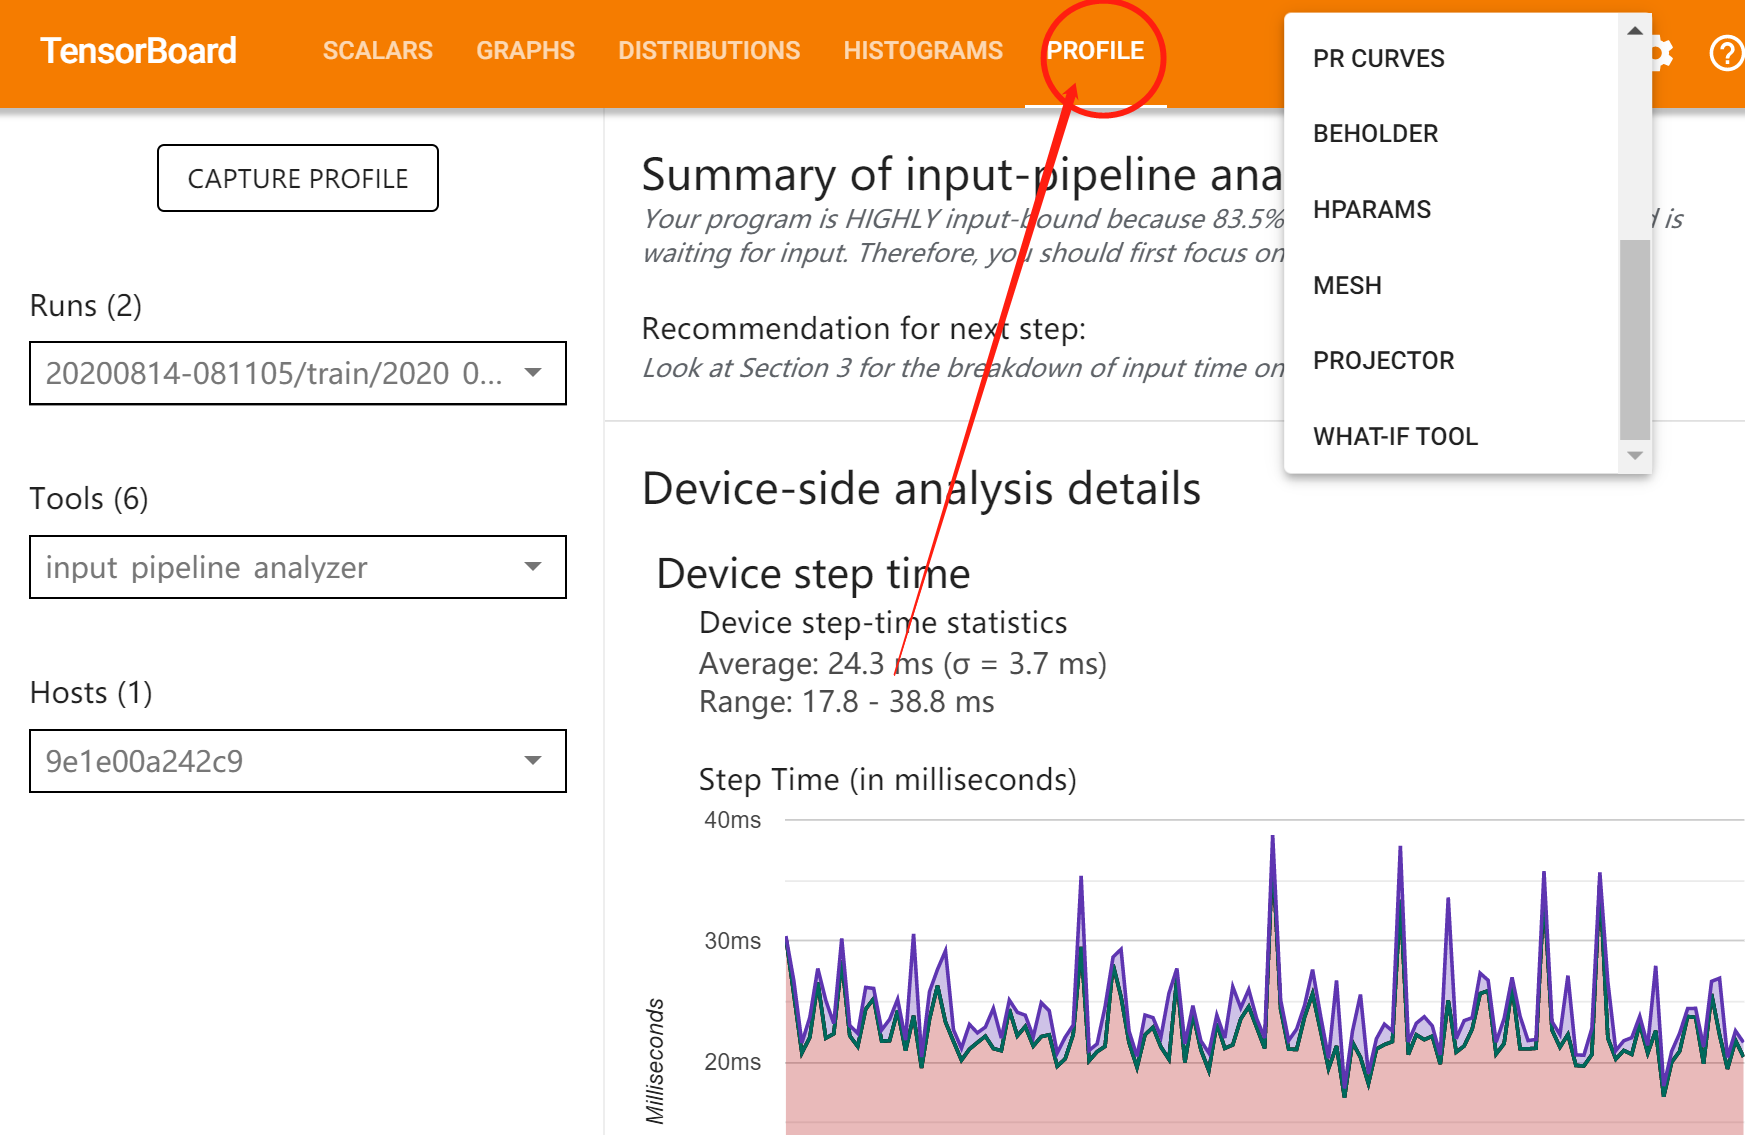 TensorBoard SCALARS GRAPHS DISTRIBUTIONS HISTOGRAMS PROFILE
PR CURVES
BEHOLDER
HPARAMS
MESH
PROJECTOR
WHAT-IF TOOL
CAPTURE PROFILE
Runs (2)
20200814-081105/train/2020 0...
Tools (6)
input pipeline analyzer
Hosts (1)
9e1e00a242c9
Summary of input-pipeline ana
Your program is HIGHLY input-bound because 83.5% is
waiting for input. Therefore, you should first focus on
Recommendation for next step:
Look at Section 3 for the breakdown of input time on
Device-side analysis details
Device step time
Device step-time statistics
Average: 24.3 ms (σ = 3.7 ms)
Range: 17.8 - 38.8 ms
Step Time (in milliseconds)
40ms
30ms
20ms
Milliseconds